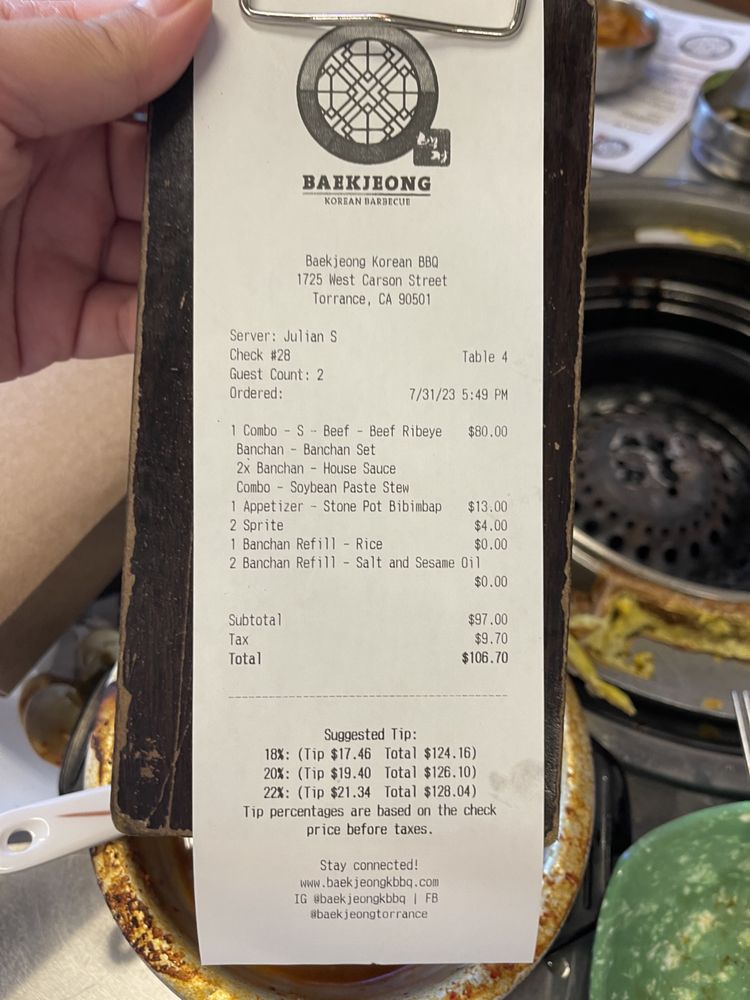 BAEKJEONG
KOREAN BARBECUE
Baekjeong Korean BBQ
1725 West Carson Street
Torrance, CA 90501
Server: Julian S
Check #28 Table 4
Guest Count: 2
Ordered: 7/31/23 5:49 PM
1 Combo - S - Beef - Beef Ribeye $80.00
Banchan - Banchan Set
2x Banchan - House Sauce
Combo - Soybean Paste Stew
1 Appetizer - Stone Pot Bibimbap $13.00
2 Sprite $4.00
1 Banchan Refill - Rice $0.00
2 Banchan Refill - Salt and Sesame Oil
$0.00
Subtotal $97.00
Tax $9.70
Total $106.70
Suggested Tip:
18%: (Tip $17.46 Total $124.16)
20%: (Tip $19.40 Total $126.10)
22%: (Tip $21.34 Total $128.04)
Tip percentages are based on the check
price before taxes.
Stay connected!
www.baekjeongkbbq.com
IG @baekjeongkbbq | FB
@baekjeongtorrance